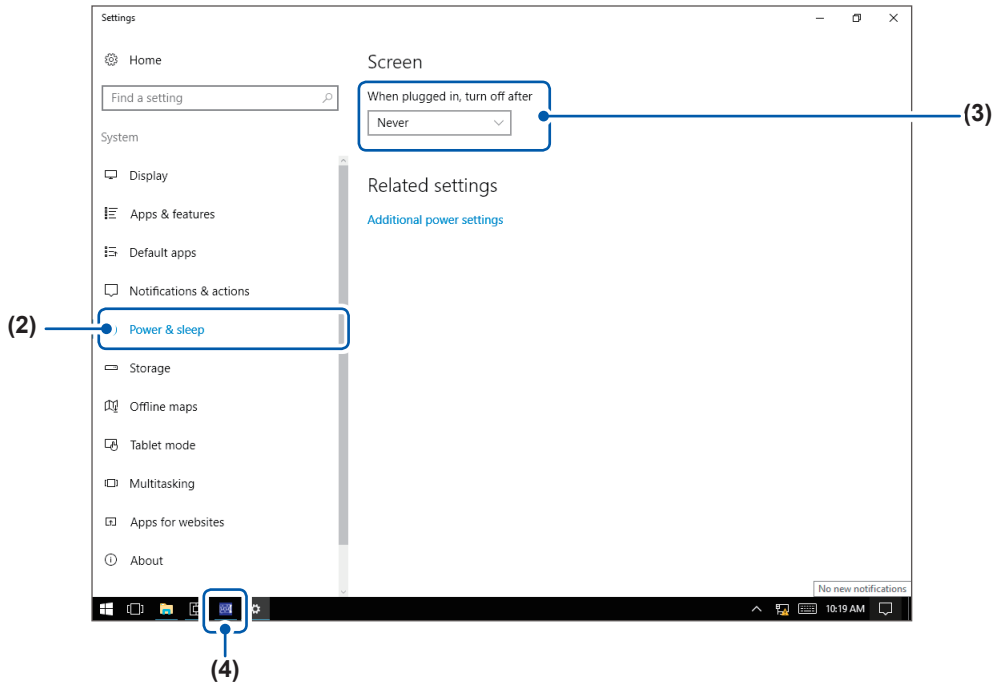 Settings
Home
Screen
Find a setting
When plugged in, turn off after
Never
(3)
System
Display
Related settings
Apps & features
Additional power settings
Default apps
Notifications & actions
(2)
Power & sleep
Storage
Offline maps
Tablet mode
Multitasking
Apps for websites
About
No new notifications
10:19 AM
(4)